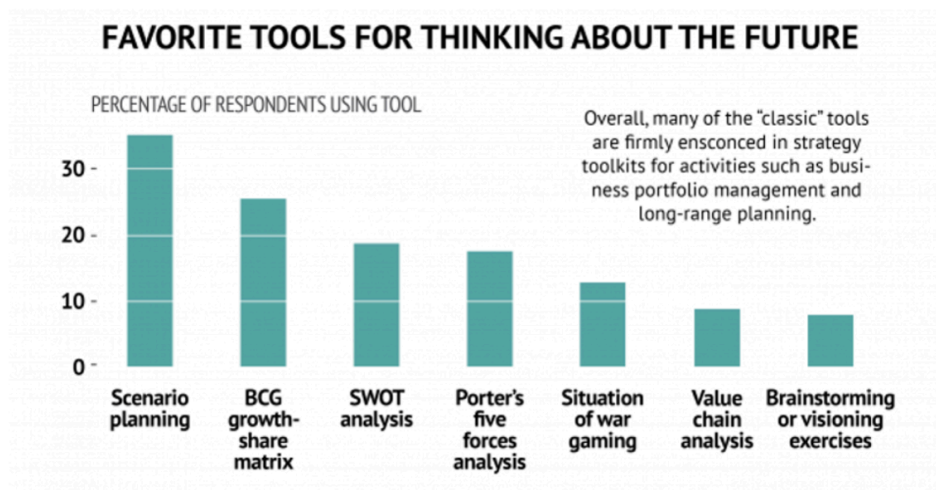 FAVORITE TOOLS FOR THINKING ABOUT THE FUTURE
PERCENTAGE OF RESPONDENTS USING TOOL
Overall, many of the “classic” tools
are firmly ensconced in strategy
toolkits for activities such as busi-
ness portfolio management and
long-range planning.
30
20
10
0
Scenario
planning
BCG
growth-
share
matrix
SWOT
analysis
Porter’s
five
forces
analysis
Situation
of war
gaming
Value
chain
analysis
Brainstorming
or visioning
exercises